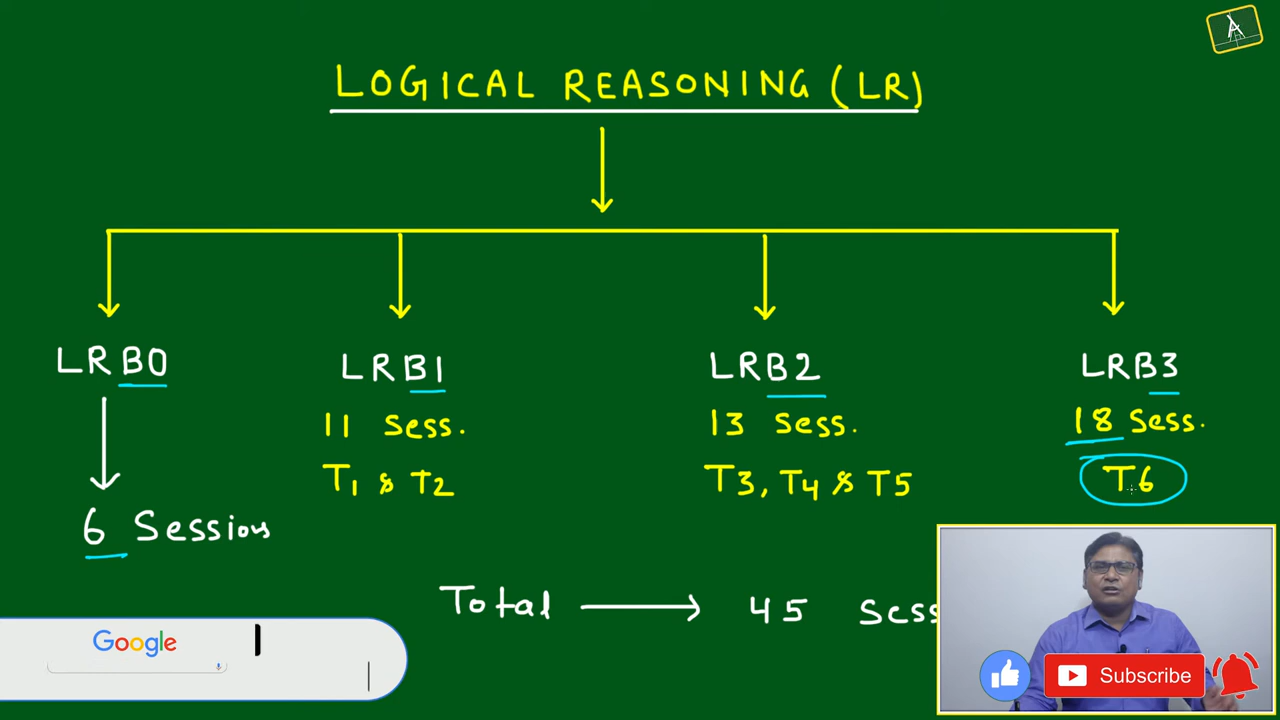 A
LOGICAL REASONING (LR)
LRB0 LRB1 LRB2 LRB3
11 Sess. 13 Sess. 18 Sess.
T1 & T2 T3, T4 & T5 T6
6 Sessions
Total → 45 Sess
Google
Subscribe